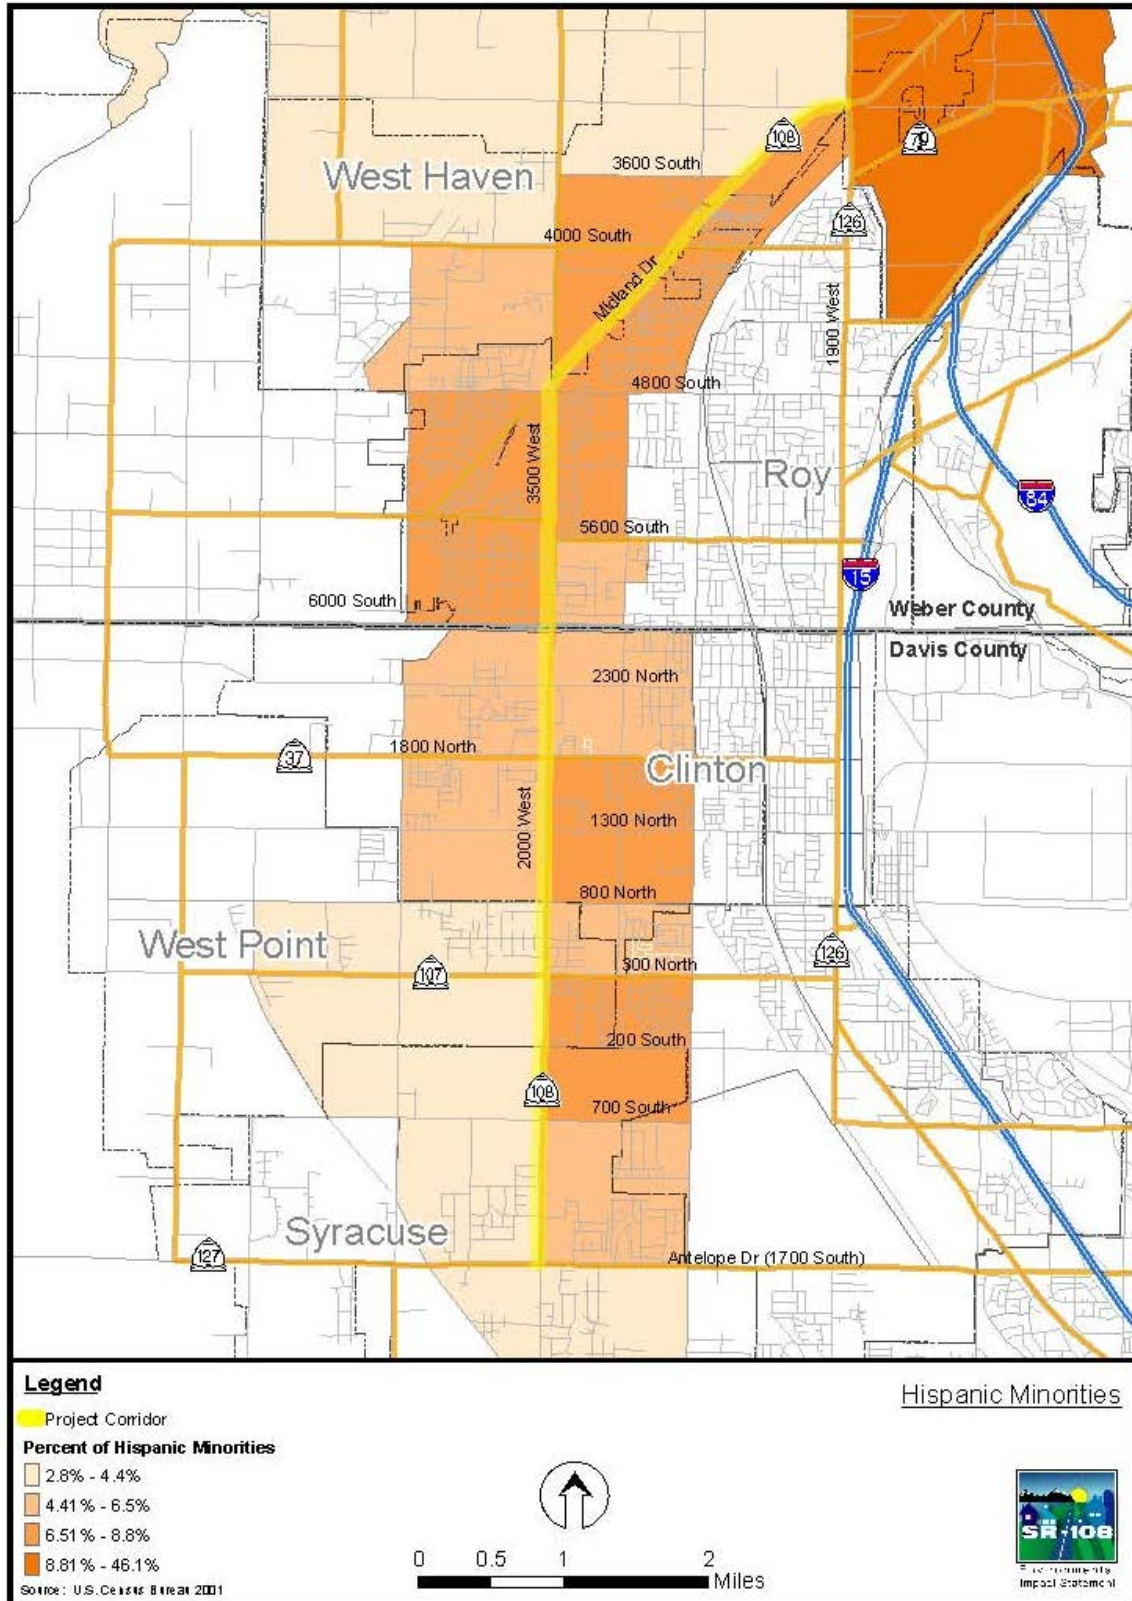 108
79
3600 South
West Haven
126
4000 South
Midland Dr
1900 West
4800 South
3500 West
Roy
84
5600 South
15
6000 South
Weber County
Davis County
2300 North
1800 North
37
Clinton
2000 West
1300 North
800 North
West Point
300 North
107
126
200 South
108
700 South
Syracuse
127
Antelope Dr (1700 South)
Legend
Hispanic Minorities
Project Corridor
Percent of Hispanic Minorities
2.8% - 4.4%
4.41% - 6.5%
6.51% - 8.8%
8.81% - 46.1%
Source: U.S. Census Bureau 2001
0 0.5 1 2
Miles
SR-108
Environmental
Impact Statement